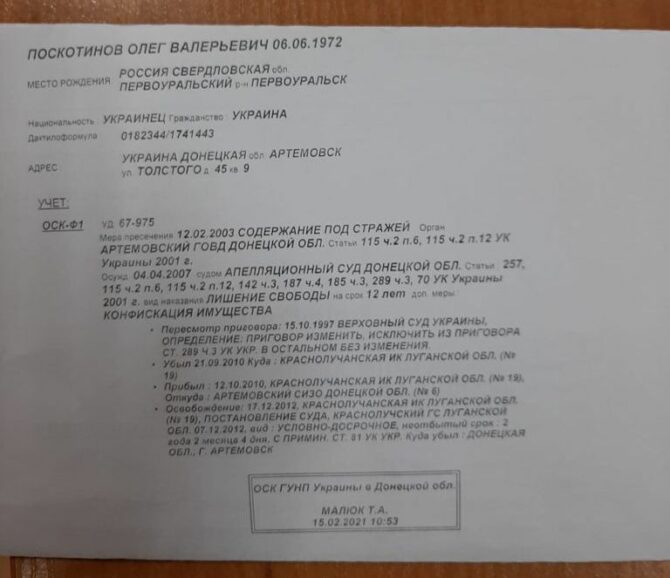 ПОСКОТИНОВ ОЛЕГ ВАЛЕРЬЕВИЧ 06.06.1972
МЕСТО РОЖДЕНИЯ РОССИЯ СВЕРДЛОВСКАЯ обл.
ПЕРВОУРАЛЬСКИЙ р-н ПЕРВОУРАЛЬСК
Национальность УКРАИНЕЦ Гражданство УКРАИНА
Дактилоформула 0182344/1741443
АДРЕС УКРАИНА ДОНЕЦКАЯ обл АРТЕМОВСК
ул ТОЛСТОГО д 45 кв 9
УЧЕТ:
ОСК-Ф1 УД 67-975
Мера пресечения 12.02.2003 СОДЕРЖАНИЕ ПОД СТРАЖЕЙ Орган
АРТЕМОВСКИЙ ГОВД ДОНЕЦКОЙ ОБЛ. Статьи 115 ч.2 п.6, 115 ч.2 п.12 УК
Украины 2001 г.
Осужд 04.04.2007 судом АПЕЛЛЯЦИОННЫЙ СУД ДОНЕЦКОЙ ОБЛ. Статьи 257,
115 ч.2 п.6, 115 ч.2 п.12, 142 ч.3, 187 ч.4, 185 ч.3, 289 ч.3, 70 УК Украины
2001 г. вид наказания ЛИШЕНИЕ СВОБОДЫ на срок 12 лет доп. меры :
КОНФИСКАЦИЯ ИМУЩЕСТВА
• Пересмотр приговора: 15.10.1997 ВЕРХОВНЫЙ СУД УКРАИНЫ,
ОПРЕДЕЛЕНИЕ, ПРИГОВОР ИЗМЕНИТЬ, ИСКЛЮЧИТЬ ИЗ ПРИГОВОРА
СТ. 289 Ч.3 УК УКР. В ОСТАЛЬНОМ БЕЗ ИЗМЕНЕНИЯ.
• Убыл 21.09.2010 Куда : КРАСНОЛУЧАНСКАЯ ИК ЛУГАНСКОЙ ОБЛ. (№
19)
• Прибыл : 12.10.2010, КРАСНОЛУЧАНСКАЯ ИК ЛУГАНСКОЙ ОБЛ. (№ 19),
Откуда : АРТЕМОВСКИЙ СИЗО ДОНЕЦКОЙ ОБЛ. (№ 6)
• Освобождение: 17.12.2012, КРАСНОЛУЧАНСКАЯ ИК ЛУГАНСКОЙ ОБЛ.
(№ 19), ПОСТАНОВЛЕНИЕ СУДА, КРАСНОЛУЧСКИЙ ГС ЛУГАНСКОЙ
ОБЛ. 07.12.2012, вид : УСЛОВНО-ДОСРОЧНОЕ, неотбытый срок : 2
года 2 месяца 4 дня. С ПРИМИН. СТ. 81 УК УКР. Куда убыл : ДОНЕЦКАЯ
ОБЛ., Г. АРТЕМОВСК
ОСК ГУНП Украины в Донецкой обл.
МАЛЮК Т.А.
15.02.2021 10:53